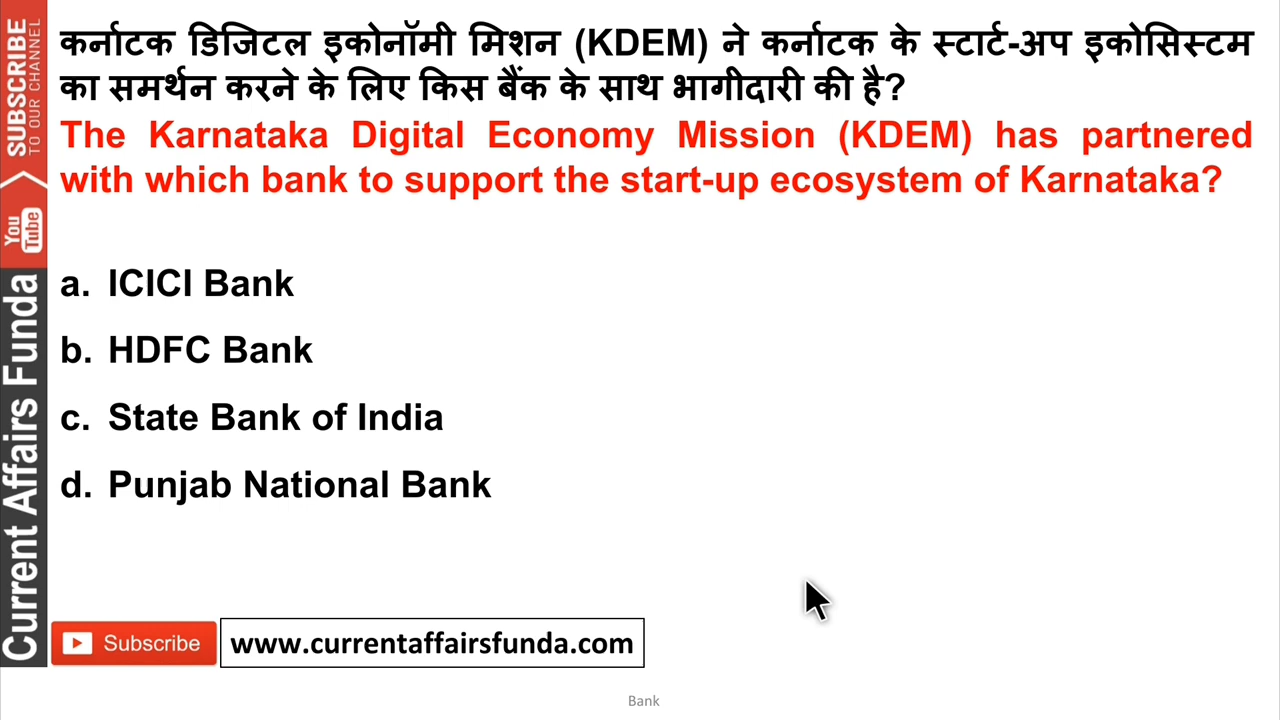 कर्नाटक डिजिटल इकोनॉमी मिशन (KDEM) ने कर्नाटक के स्टार्ट-अप इकोसिस्टम
का समर्थन करने के लिए किस बैंक के साथ भागीदारी की है?
The Karnataka Digital Economy Mission (KDEM) has partnered
with which bank to support the start-up ecosystem of Karnataka?
a. ICICI Bank
b. HDFC Bank
c. State Bank of India
d. Punjab National Bank
SUBSCRIBE
TO OUR CHANNEL
You
Tube
Current Affairs Funda
Subscribe
www.currentaffairsfunda.com
Bank